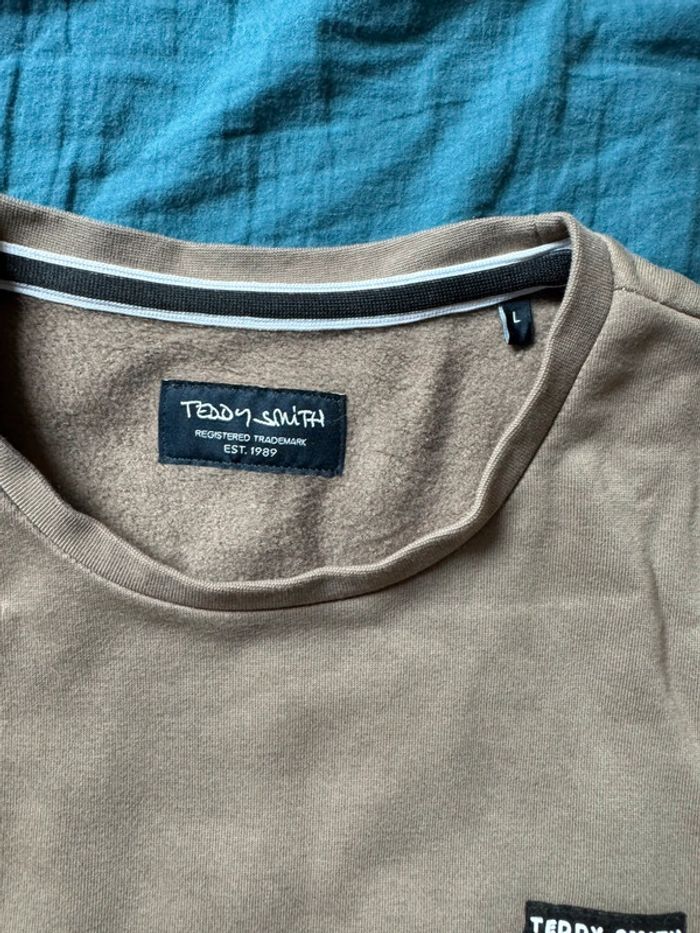 L
TEDDY SMITH
REGISTERED TRADEMARK
EST. 1989
TEDDY SMITH